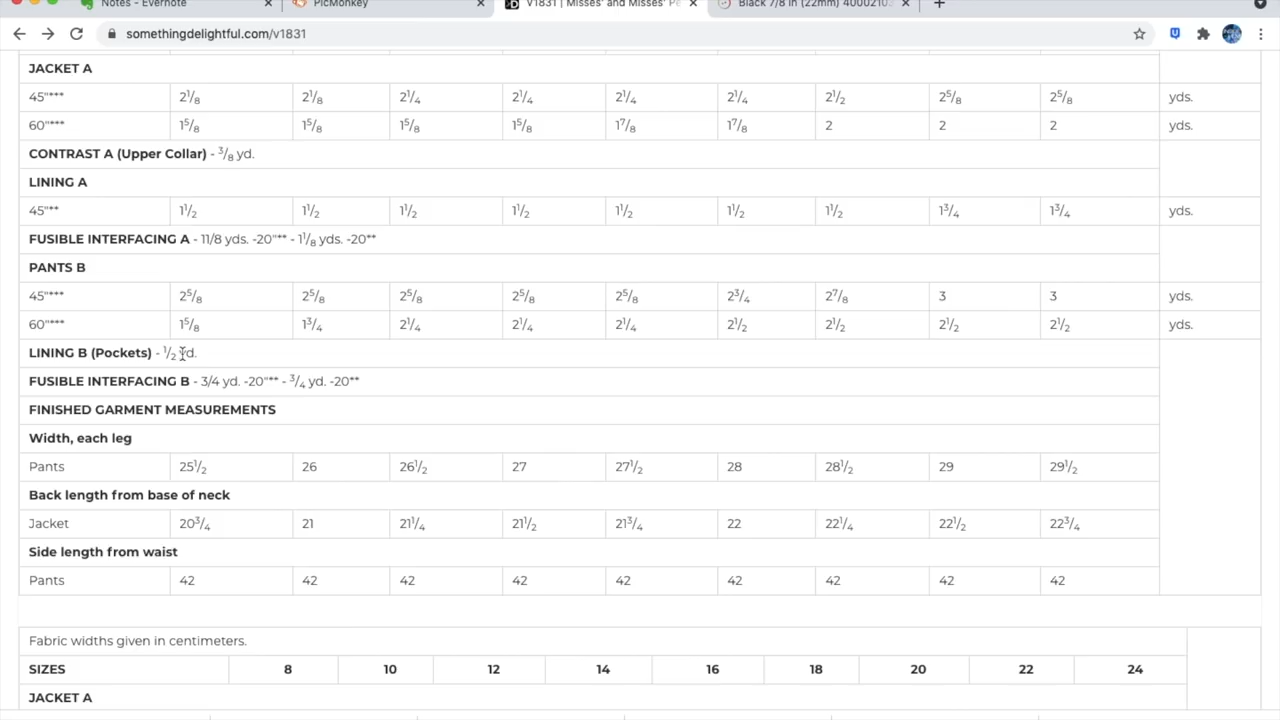 Notes - Evernote × PicMonkey × V1831 | Misses' and Misses' Pe × Black 7/8 in (22mm) 40002103 × +
somethingdelightful.com/v1831
JACKET A
45"*** 2 1/8 2 1/8 2 1/4 2 1/4 2 1/4 2 1/4 2 1/2 2 5/8 2 5/8 yds.
60"*** 1 5/8 1 5/8 1 5/8 1 5/8 1 7/8 1 7/8 2 2 2 yds.
CONTRAST A (Upper Collar) - 3/8 yd.
LINING A
45"** 1 1/2 1 1/2 1 1/2 1 1/2 1 1/2 1 1/2 1 1/2 1 3/4 1 3/4 yds.
FUSIBLE INTERFACING A - 11/8 yds. -20"** - 1 1/8 yds. -20**
PANTS B
45"*** 2 5/8 2 5/8 2 5/8 2 5/8 2 5/8 2 3/4 2 7/8 3 3 yds.
60"*** 1 5/8 1 3/4 2 1/4 2 1/4 2 1/4 2 1/2 2 1/2 2 1/2 2 1/2 yds.
LINING B (Pockets) - 1/2 yd.
FUSIBLE INTERFACING B - 3/4 yd. -20"** - 3/4 yd. -20**
FINISHED GARMENT MEASUREMENTS
Width, each leg
Pants 25 1/2 26 26 1/2 27 27 1/2 28 28 1/2 29 29 1/2
Back length from base of neck
Jacket 20 3/4 21 21 1/4 21 1/2 21 3/4 22 22 1/4 22 1/2 22 3/4
Side length from waist
Pants 42 42 42 42 42 42 42 42 42
Fabric widths given in centimeters.
SIZES 8 10 12 14 16 18 20 22 24
JACKET A